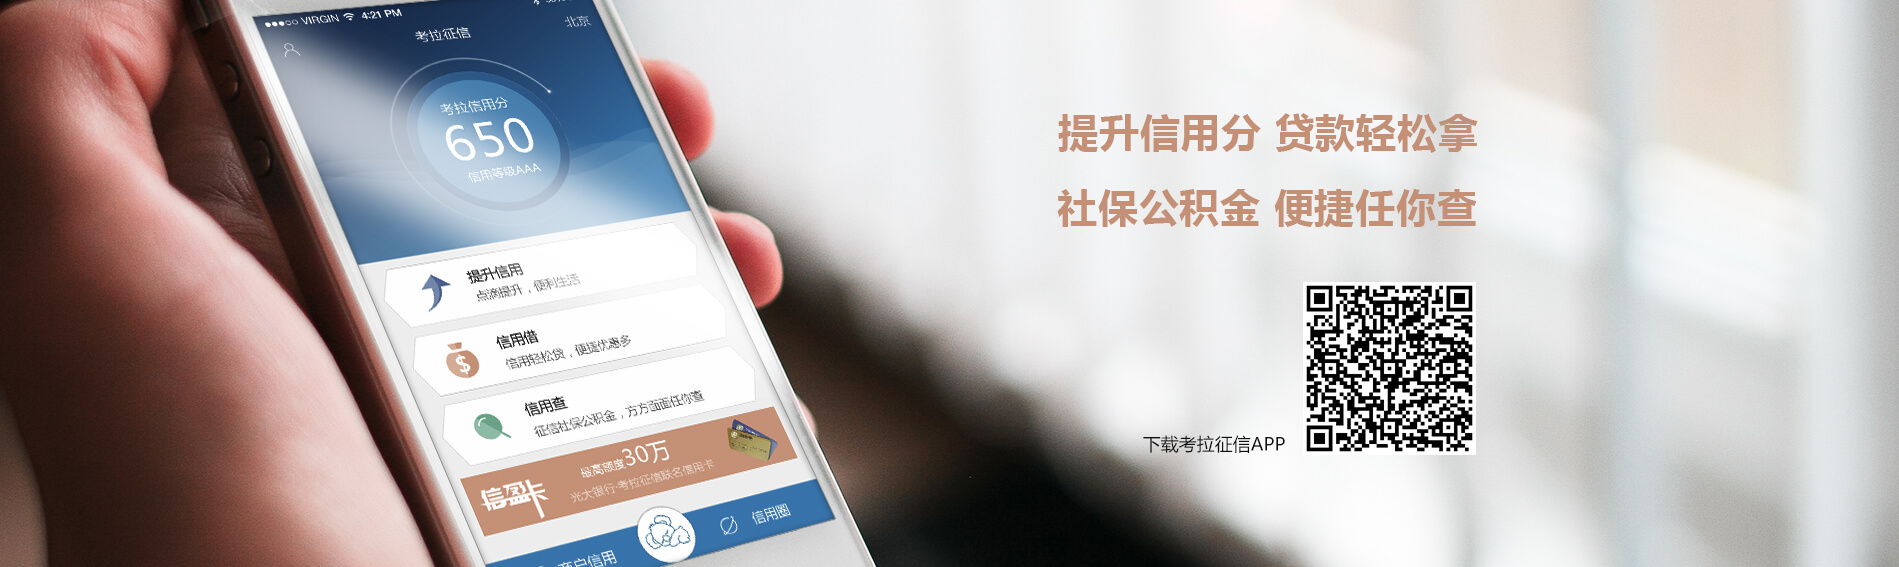 VIRGIN 4:21 PM
考拉征信
北京
考拉信用分
650
信用等级AAA
提升信用
点滴提升，便利生活
信用借
信用轻松贷，便捷优惠多
信用查
征信社保公积金，方方面面任你查
信盈卡
最高额度30万
光大银行·考拉征信联名信用卡
商户信用
信用圈
提升信用分 贷款轻松拿
社保公积金 便捷任你查
下载考拉征信APP